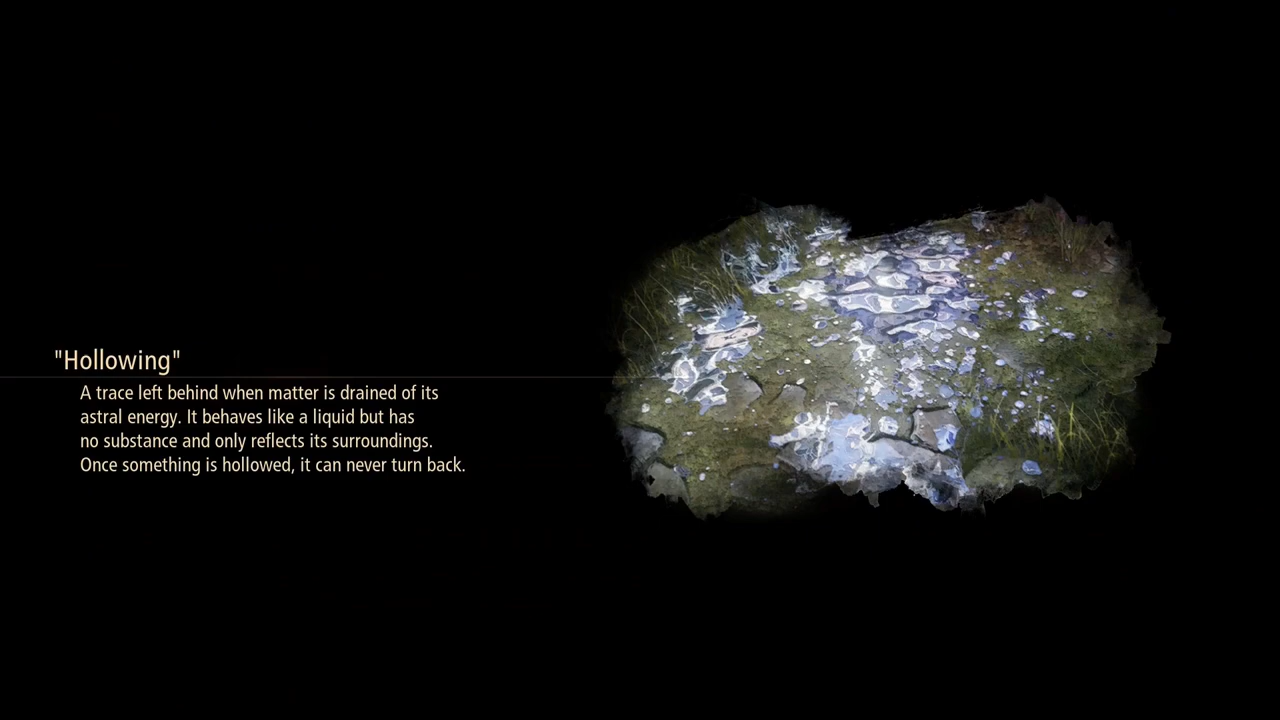 "Hollowing"
A trace left behind when matter is drained of its
astral energy. It behaves like a liquid but has
no substance and only reflects its surroundings.
Once something is hollowed, it can never turn back.